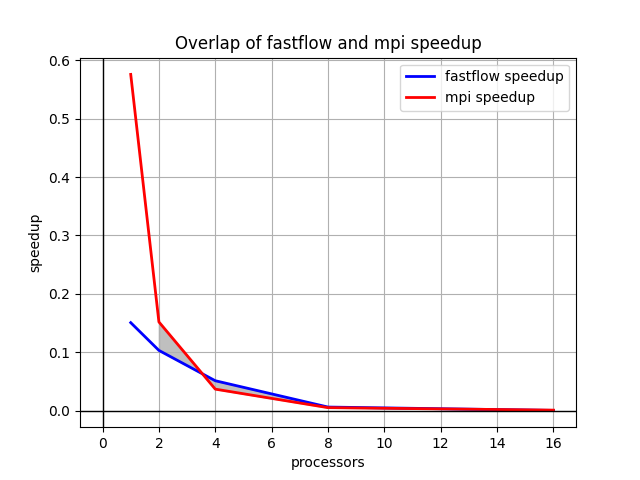 Overlap of fastflow and mpi speedup
fastflow speedup
mpi speedup
0.6
0.5
0.4
0.3
0.2
0.1
0.0
speedup
0 2 4 6 8 10 12 14 16
processors